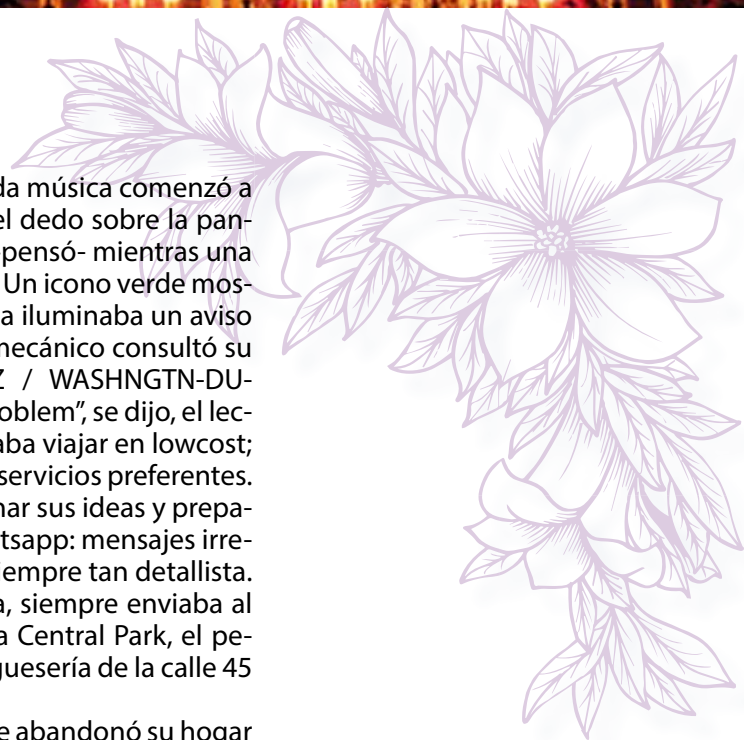 da música comenzó a
el dedo sobre la pan-
pensó- mientras una
Un icono verde mos-
a iluminaba un aviso
mecánico consultó su
Z / WASHNGTN-DU-
oblem”, se dijo, el lec-
aba viajar en lowcost;
servicios preferentes.
nar sus ideas y prepa-
tsapp: mensajes irre-
iempre tan detallista.
a, siempre enviaba al
a Central Park, el pe-
guesería de la calle 45
e abandonó su hogar